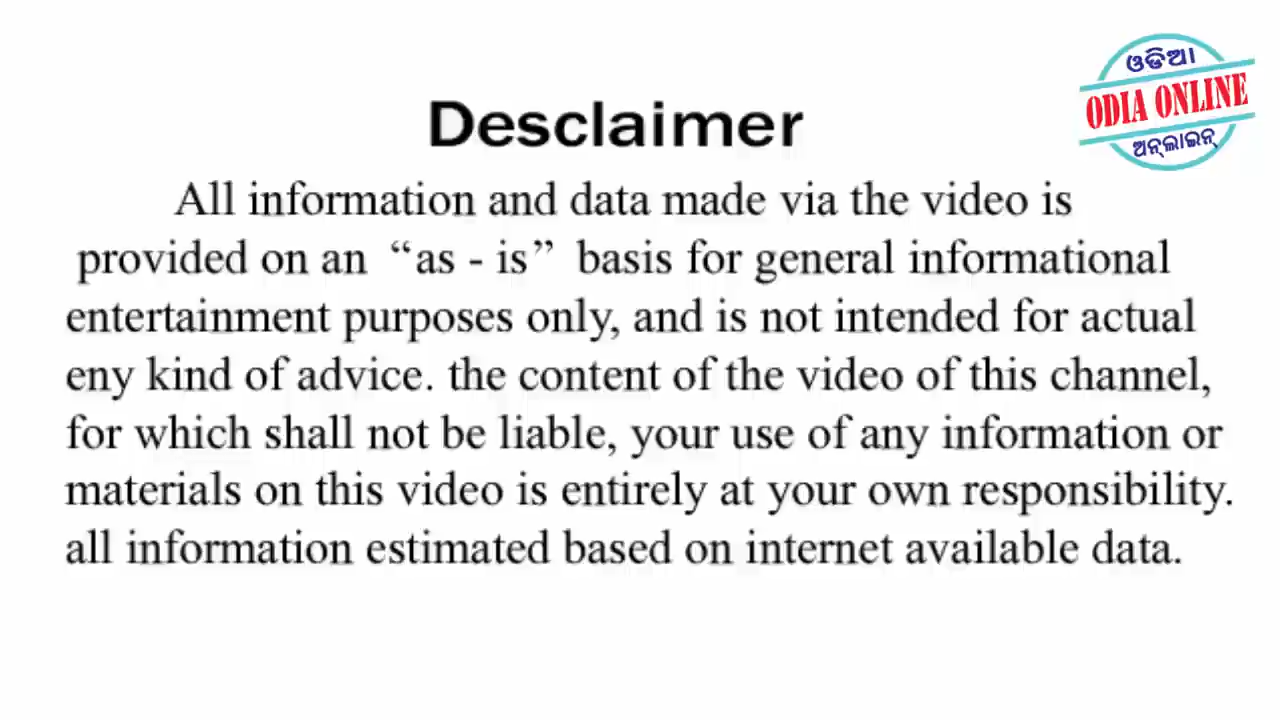 ଓଡିଆ
ODIA ONLINE
ଅନ୍‌ଲାଇନ୍
Desclaimer
All information and data made via the video is
provided on an “as - is” basis for general informational
entertainment purposes only, and is not intended for actual
eny kind of advice. the content of the video of this channel,
for which shall not be liable, your use of any information or
materials on this video is entirely at your own responsibility.
all information estimated based on internet available data.